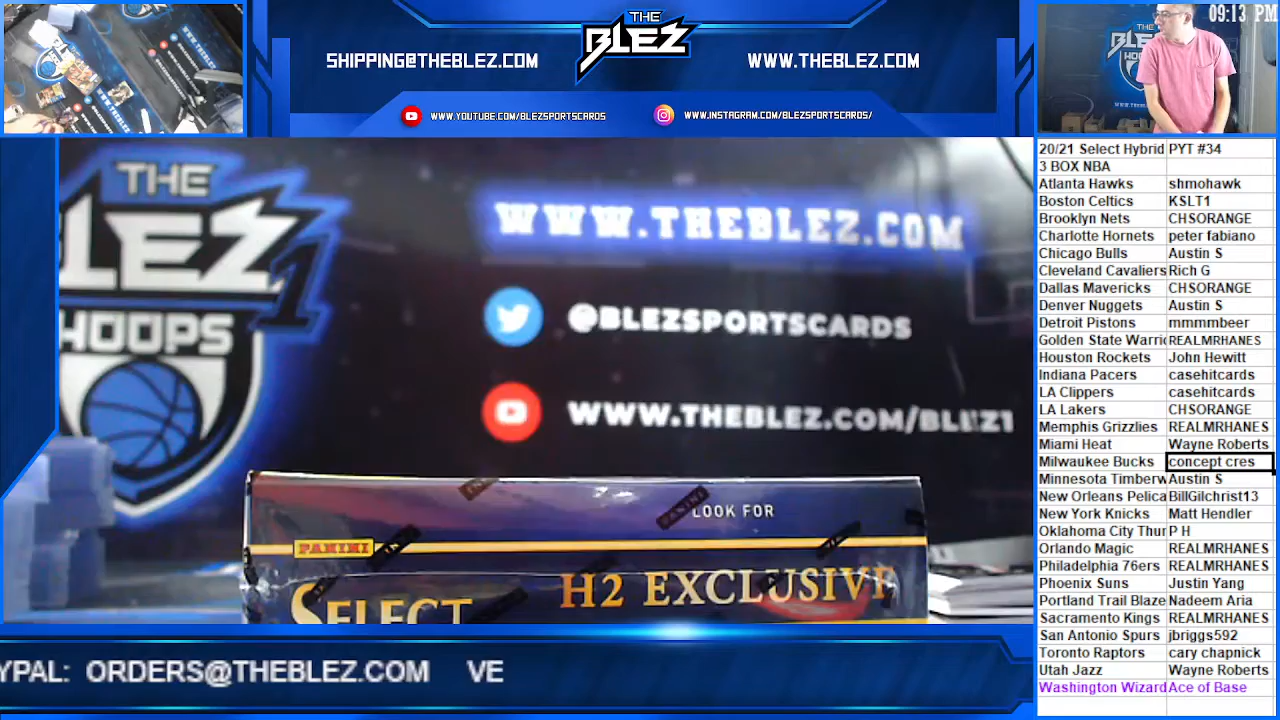 09:13 PM
THE
BLEZ
SHIPPING@THEBLEZ.COM
WWW.THEBLEZ.COM
WWW.YOUTUBE.COM/BLEZSPORTSCARDS
WWW.INSTAGRAM.COM/BLEZSPORTSCARDS/
THE
BLEZ
HOOPS
1
WWW.THEBLEZ.COM
@BLEZSPORTSCARDS
WWW.THEBLEZ.COM/BLEZ1
LOOK FOR
PANINI
PANINI
SELECT
H2 EXCLUSIVE
YPAL: ORDERS@THEBLEZ.COM VE
20/21 Select Hybrid PYT #34
3 BOX NBA
Atlanta Hawks shmohawk
Boston Celtics KSLT1
Brooklyn Nets CHSORANGE
Charlotte Hornets peter fabiano
Chicago Bulls Austin S
Cleveland Cavaliers Rich G
Dallas Mavericks CHSORANGE
Denver Nuggets Austin S
Detroit Pistons mmmmbeer
Golden State Warri REALMRHANES
Houston Rockets John Hewitt
Indiana Pacers casehitcards
LA Clippers casehitcards
LA Lakers CHSORANGE
Memphis Grizzlies REALMRHANES
Miami Heat Wayne Roberts
Milwaukee Bucks concept cres
Minnesota Timberw Austin S
New Orleans Pelica BillGilchrist13
New York Knicks Matt Hendler
Oklahoma City Thur P H
Orlando Magic REALMRHANES
Philadelphia 76ers REALMRHANES
Phoenix Suns Justin Yang
Portland Trail Blaze Nadeem Aria
Sacramento Kings REALMRHANES
San Antonio Spurs jbriggs592
Toronto Raptors cary chapnick
Utah Jazz Wayne Roberts
Washington Wizard Ace of Base